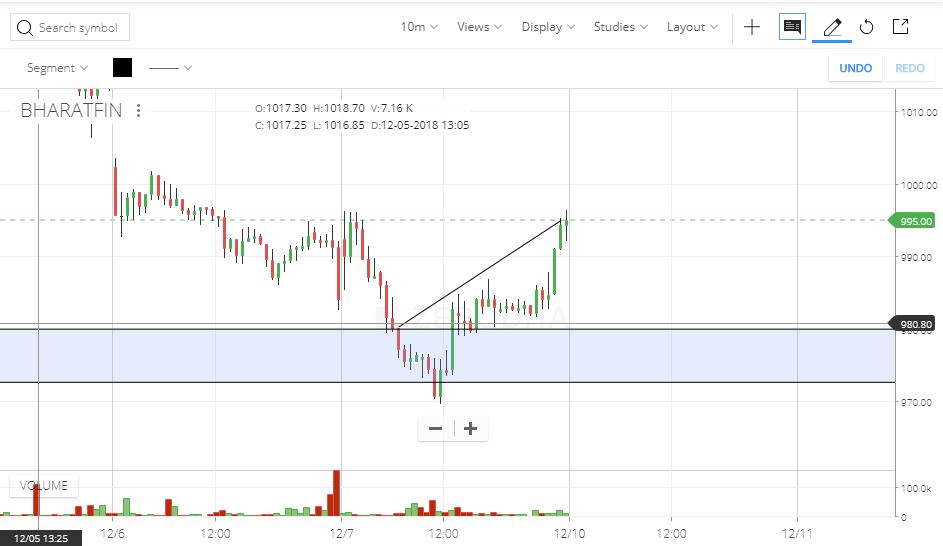 Search symbol
10m Views Display Studies Layout
Segment
UNDO REDO
BHARATFIN
O:1017.30 H:1018.70 V:7.16 K
C: 1017.25 L: 1016.85 D:12-05-2018 13:05
1010.00
1000.00
995.00
990.00
980.80
970.00
VOLUME
100.0k
0
12/6 12:00 12/7 12:00 12/10 12:00 12/11
12/05 13:25